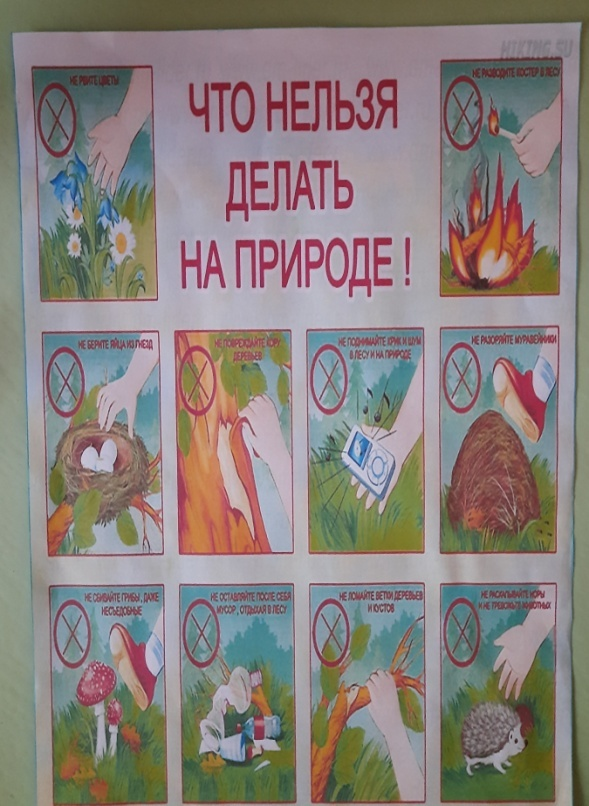 HIKING.SU
НЕ РВИТЕ ЦВЕТЫ
ЧТО НЕЛЬЗЯ
ДЕЛАТЬ
НА ПРИРОДЕ !
НЕ РАЗВОДИТЕ КОСТЕР В ЛЕСУ
НЕ БЕРИТЕ ЯЙЦА ИЗ ГНЕЗД
НЕ ПОВРЕЖДАЙТЕ КОРУ
ДЕРЕВЬЕВ
НЕ ПОДНИМАЙТЕ КРИК И ШУМ
В ЛЕСУ И НА ПРИРОДЕ
НЕ РАЗОРЯЙТЕ МУРАВЕЙНИКИ
НЕ СБИВАЙТЕ ГРИБЫ, ДАЖЕ
НЕСЪЕДОБНЫЕ
НЕ ОСТАВЛЯЙТЕ ПОСЛЕ СЕБЯ
МУСОР , ОТДЫХАЯ В ЛЕСУ
НЕ ЛОМАЙТЕ ВЕТКИ ДЕРЕВЬЕВ
И КУСТОВ
НЕ РАСКАПЫВАЙТЕ НОРЫ
И НЕ ТРЕВОЖЬТЕ ЖИВОТНЫХ